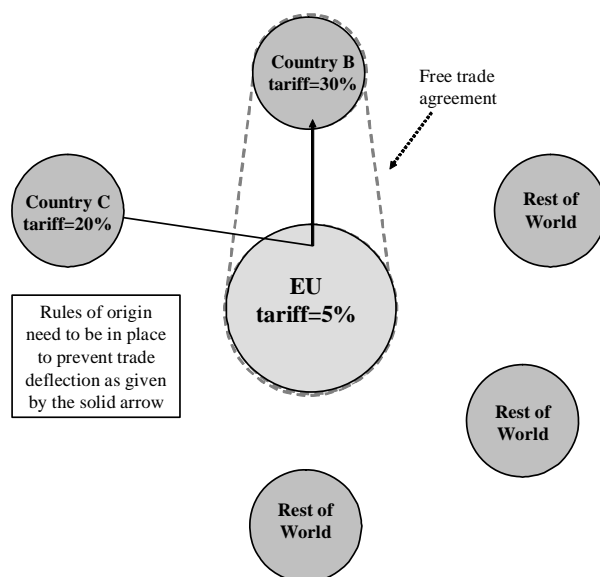 Country B
tariff=30%
Free trade
agreement
Country C
tariff=20%
Rest of
World
EU
tariff=5%
Rules of origin
need to be in place
to prevent trade
deflection as given
by the solid arrow
Rest of
World
Rest of
World